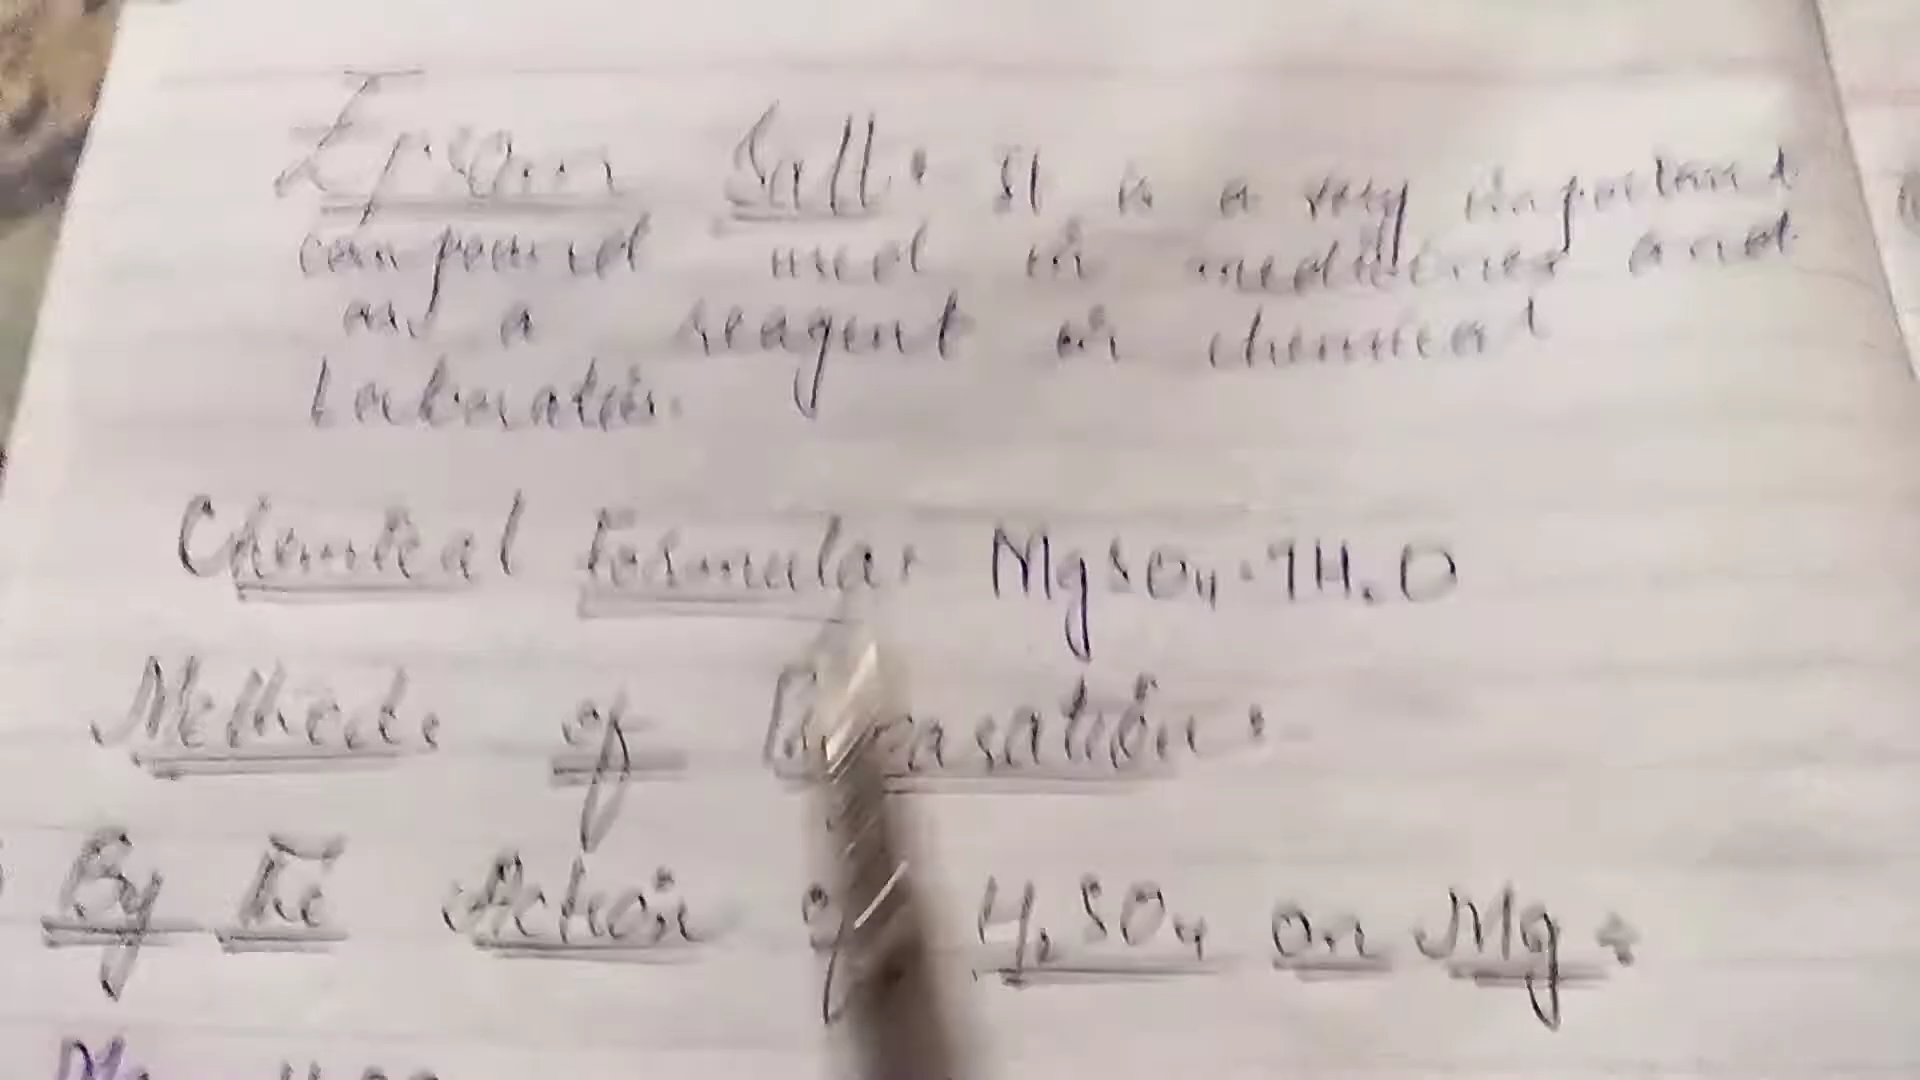 Epsom Salt: It is a very important
compound used in medicines and
as a reagent in chemical
Laboratories.
Chemical Formula: MgSO₄.7H₂O
Methods of Preparation:
By the Action of H₂SO₄ on Mg:
Mg